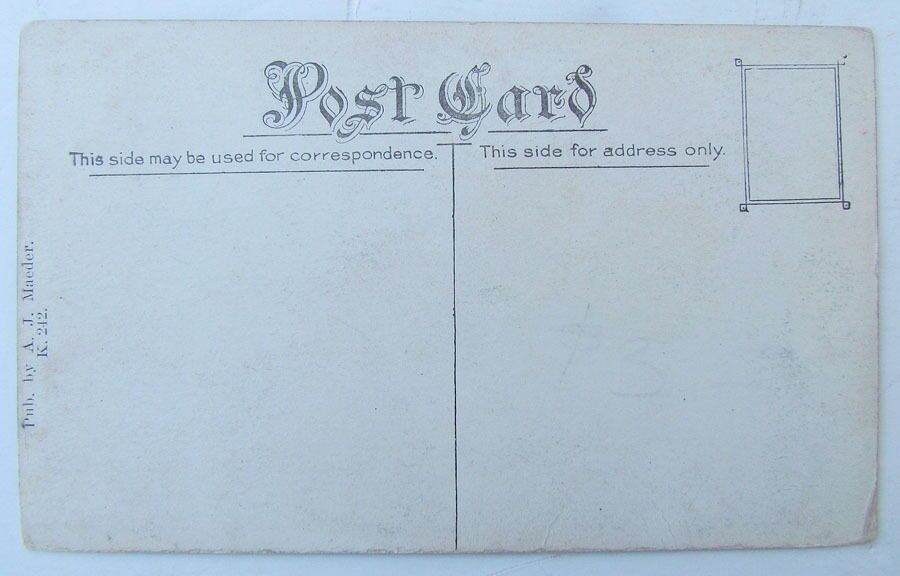 Post Card
This side may be used for correspondence.
This side for address only.
Pub. by A. J. Maeder.
K. 242.